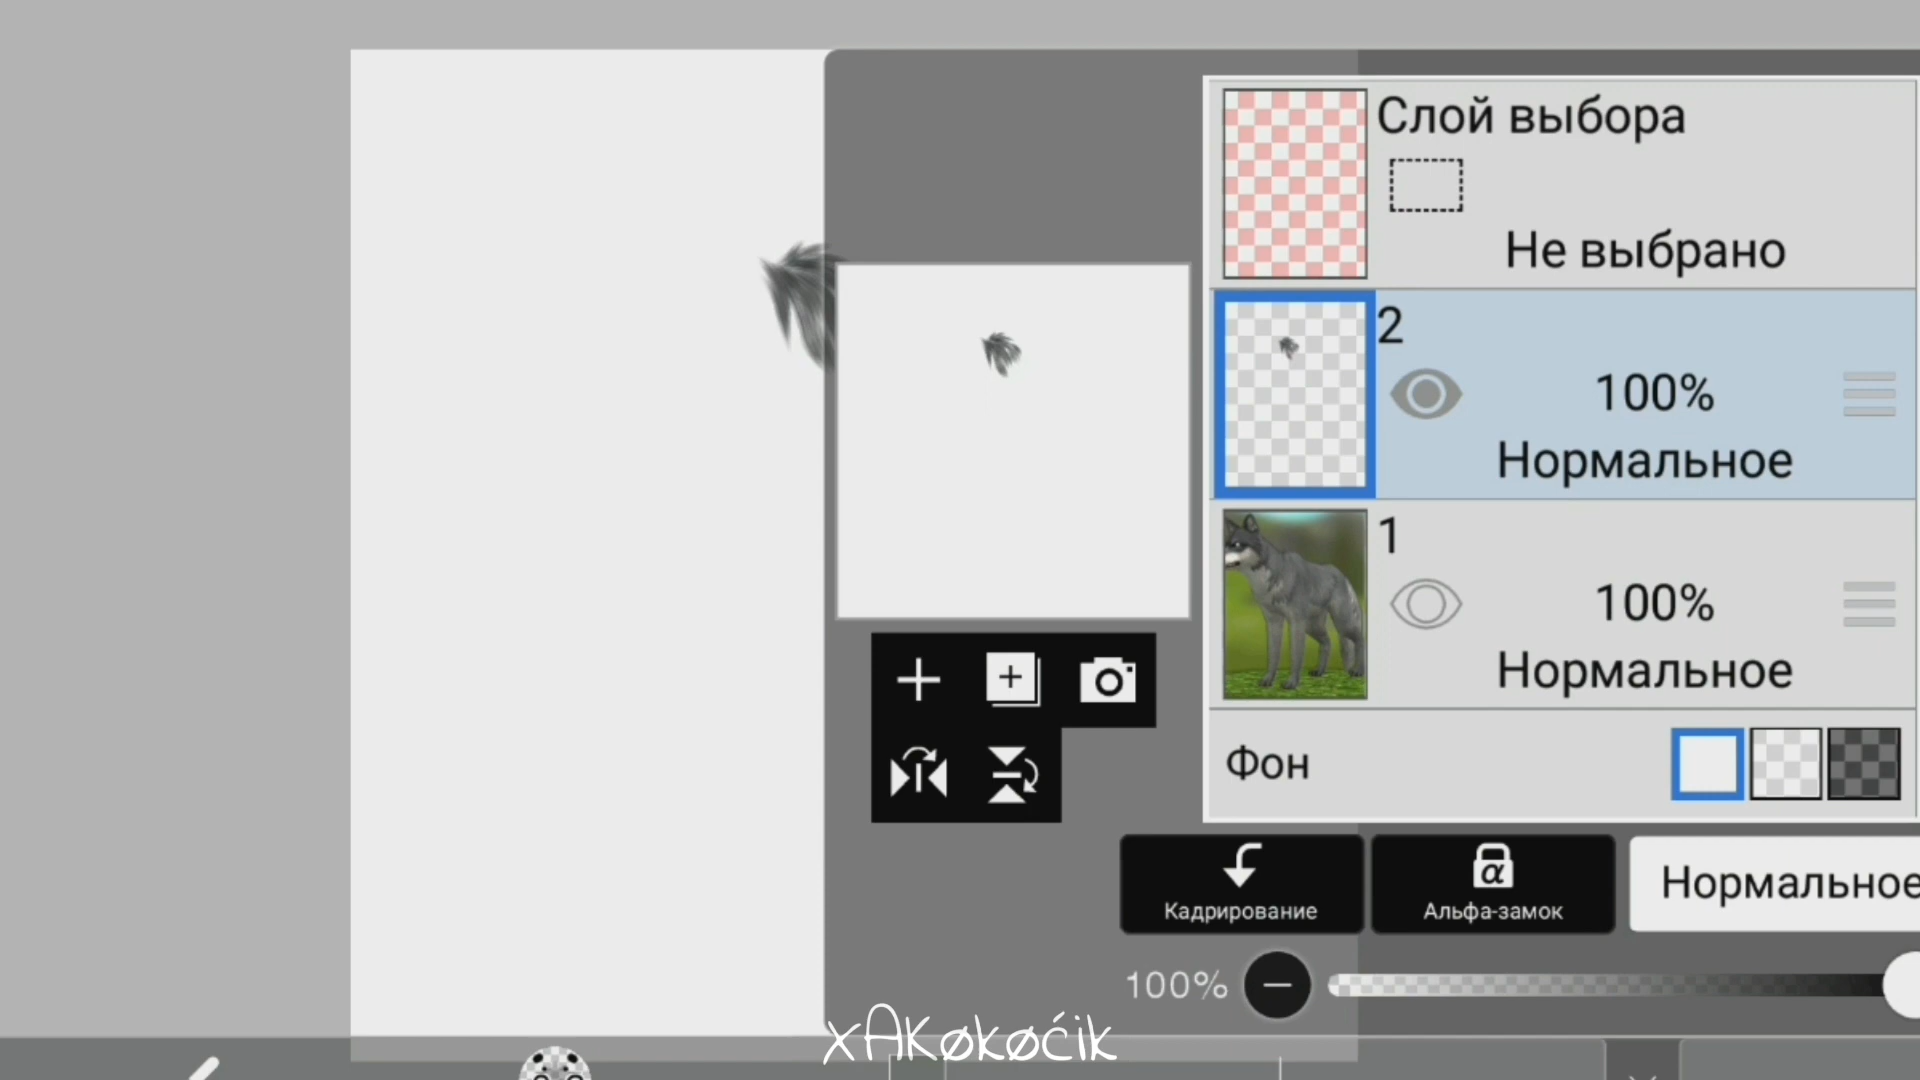 Слой выбора
Не выбрано
2
100%
Нормальное
1
100%
Нормальное
Фон
Кадрирование
α
Альфа-замок
Нормальное
100%
xAKøkøćik